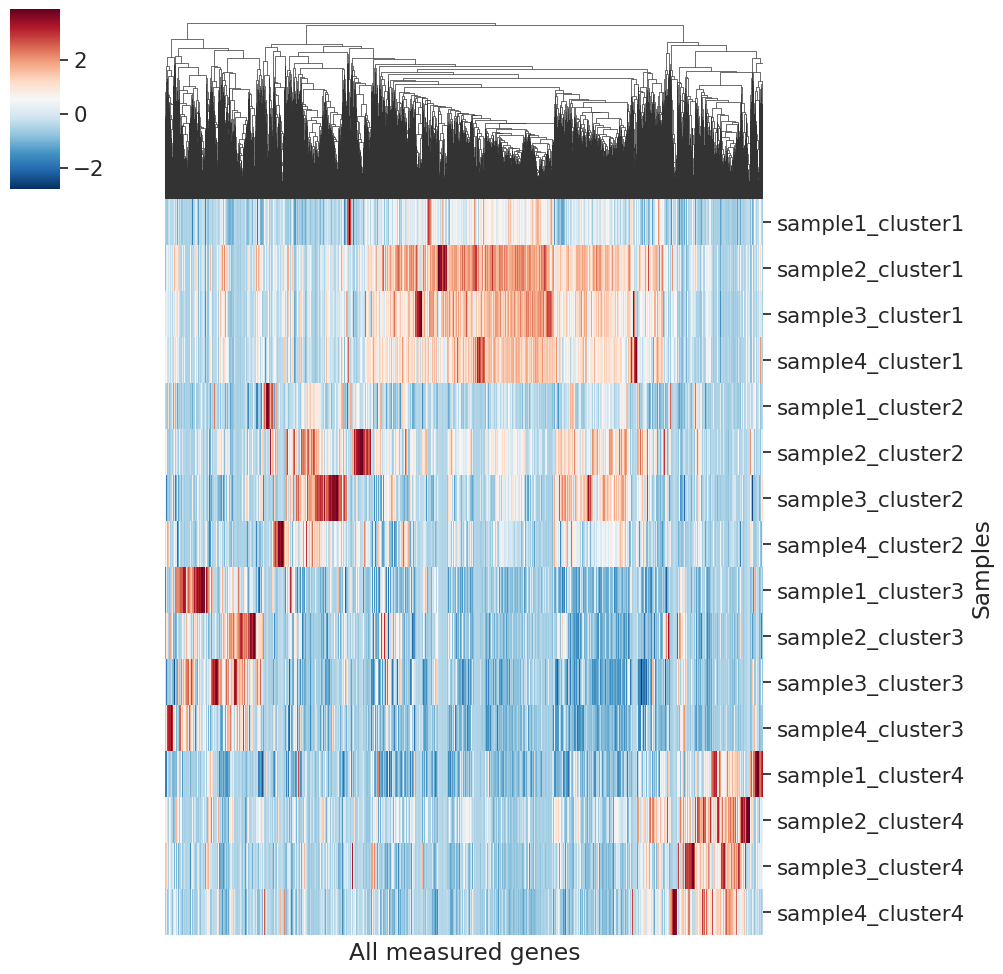 2
0
−2
sample1_cluster1
sample2_cluster1
sample3_cluster1
sample4_cluster1
sample1_cluster2
sample2_cluster2
sample3_cluster2
sample4_cluster2
sample1_cluster3
sample2_cluster3
sample3_cluster3
sample4_cluster3
sample1_cluster4
sample2_cluster4
sample3_cluster4
sample4_cluster4
Samples
All measured genes